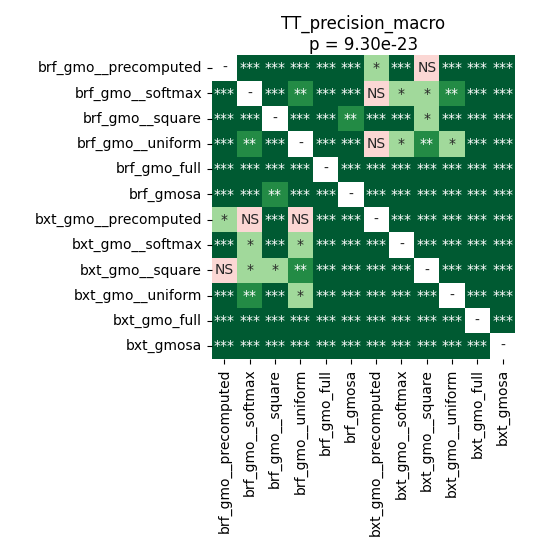 TT_precision_macro
p = 9.30e-23
brf_gmo__precomputed - *** *** *** *** *** * *** NS *** *** ***
brf_gmo__softmax *** - *** ** *** *** NS * * ** *** ***
brf_gmo__square *** *** - *** *** ** *** *** * *** *** ***
brf_gmo__uniform *** ** *** - *** *** NS * ** * *** ***
brf_gmo_full *** *** *** *** - *** *** *** *** *** *** ***
brf_gmosa *** *** ** *** *** - *** *** *** *** *** ***
bxt_gmo__precomputed * NS *** NS *** *** - *** *** *** *** ***
bxt_gmo__softmax *** * *** * *** *** *** - *** *** *** ***
bxt_gmo__square NS * * ** *** *** *** *** - *** *** ***
bxt_gmo__uniform *** ** *** * *** *** *** *** *** - *** ***
bxt_gmo_full *** *** *** *** *** *** *** *** *** *** - ***
bxt_gmosa *** *** *** *** *** *** *** *** *** *** *** -
brf_gmo__precomputed
brf_gmo__softmax
brf_gmo__square
brf_gmo__uniform
brf_gmo_full
brf_gmosa
bxt_gmo__precomputed
bxt_gmo__softmax
bxt_gmo__square
bxt_gmo__uniform
bxt_gmo_full
bxt_gmosa